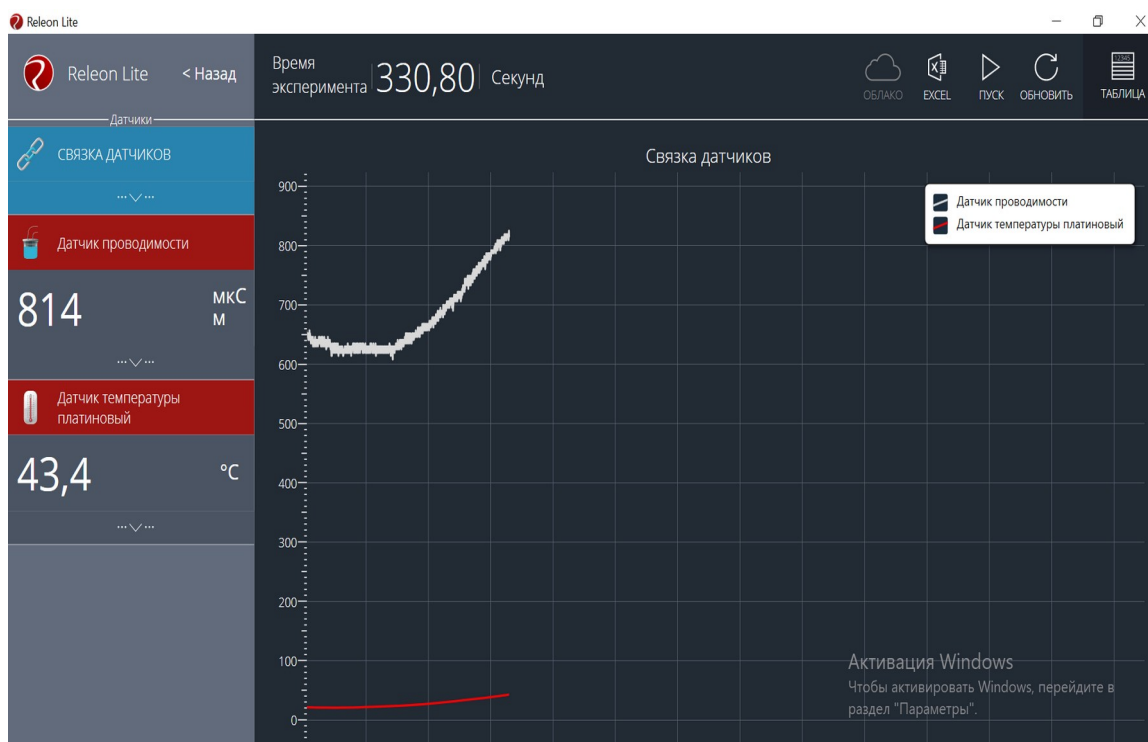 Releon Lite
Releon Lite
< Назад
Время
эксперимента
330,80
Секунд
ОБЛАКО
EXCEL
ПУСК
ОБНОВИТЬ
12345
ТАБЛИЦА
Датчики
СВЯЗКА ДАТЧИКОВ
Датчик проводимости
814
мкС
м
Датчик температуры
платиновый
43,4
°C
Связка датчиков
Датчик проводимости
Датчик температуры платиновый
900
800
700
600
500
400
300
200
100
0
Активация Windows
Чтобы активировать Windows, перейдите в
раздел "Параметры".